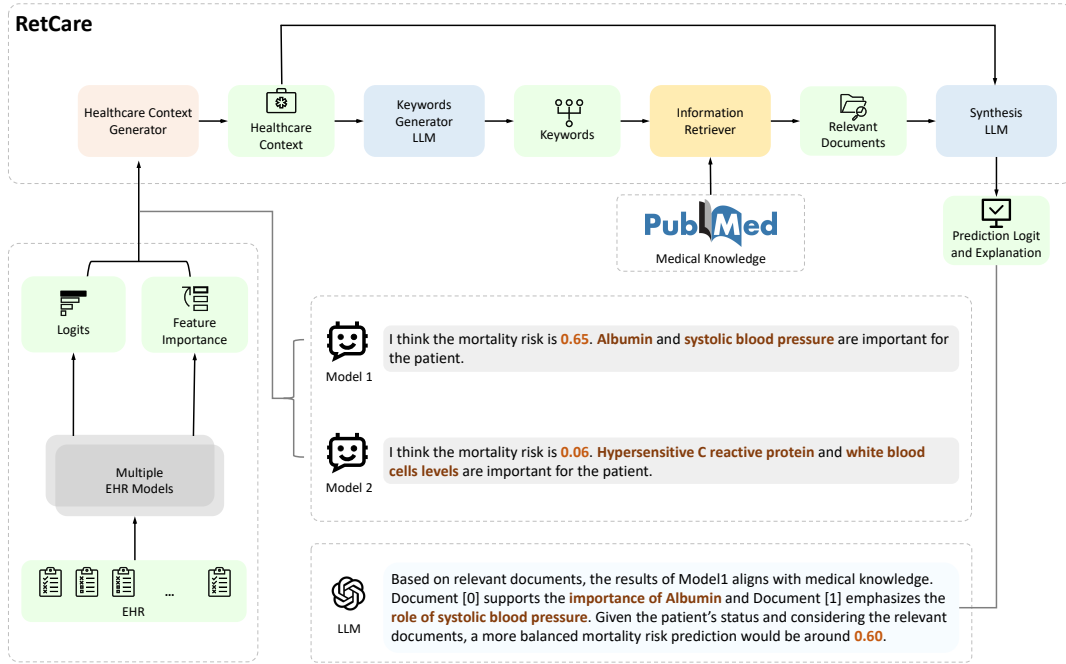 RetCare
Healthcare Context
Generator
Healthcare
Context
Keywords
Generator
LLM
Keywords
Information
Retriever
Relevant
Documents
Synthesis
LLM
PubMed
Medical Knowledge
Prediction Logit
and Explanation
Logits
Feature
Importance
Multiple
EHR Models
...
EHR
I think the mortality risk is 0.65. Albumin and systolic blood pressure are important for
the patient.
Model 1
I think the mortality risk is 0.06. Hypersensitive C reactive protein and white blood
cells levels are important for the patient.
Model 2
Based on relevant documents, the results of Model1 aligns with medical knowledge.
Document [0] supports the importance of Albumin and Document [1] emphasizes the
role of systolic blood pressure. Given the patient's status and considering the relevant
documents, a more balanced mortality risk prediction would be around 0.60.
LLM